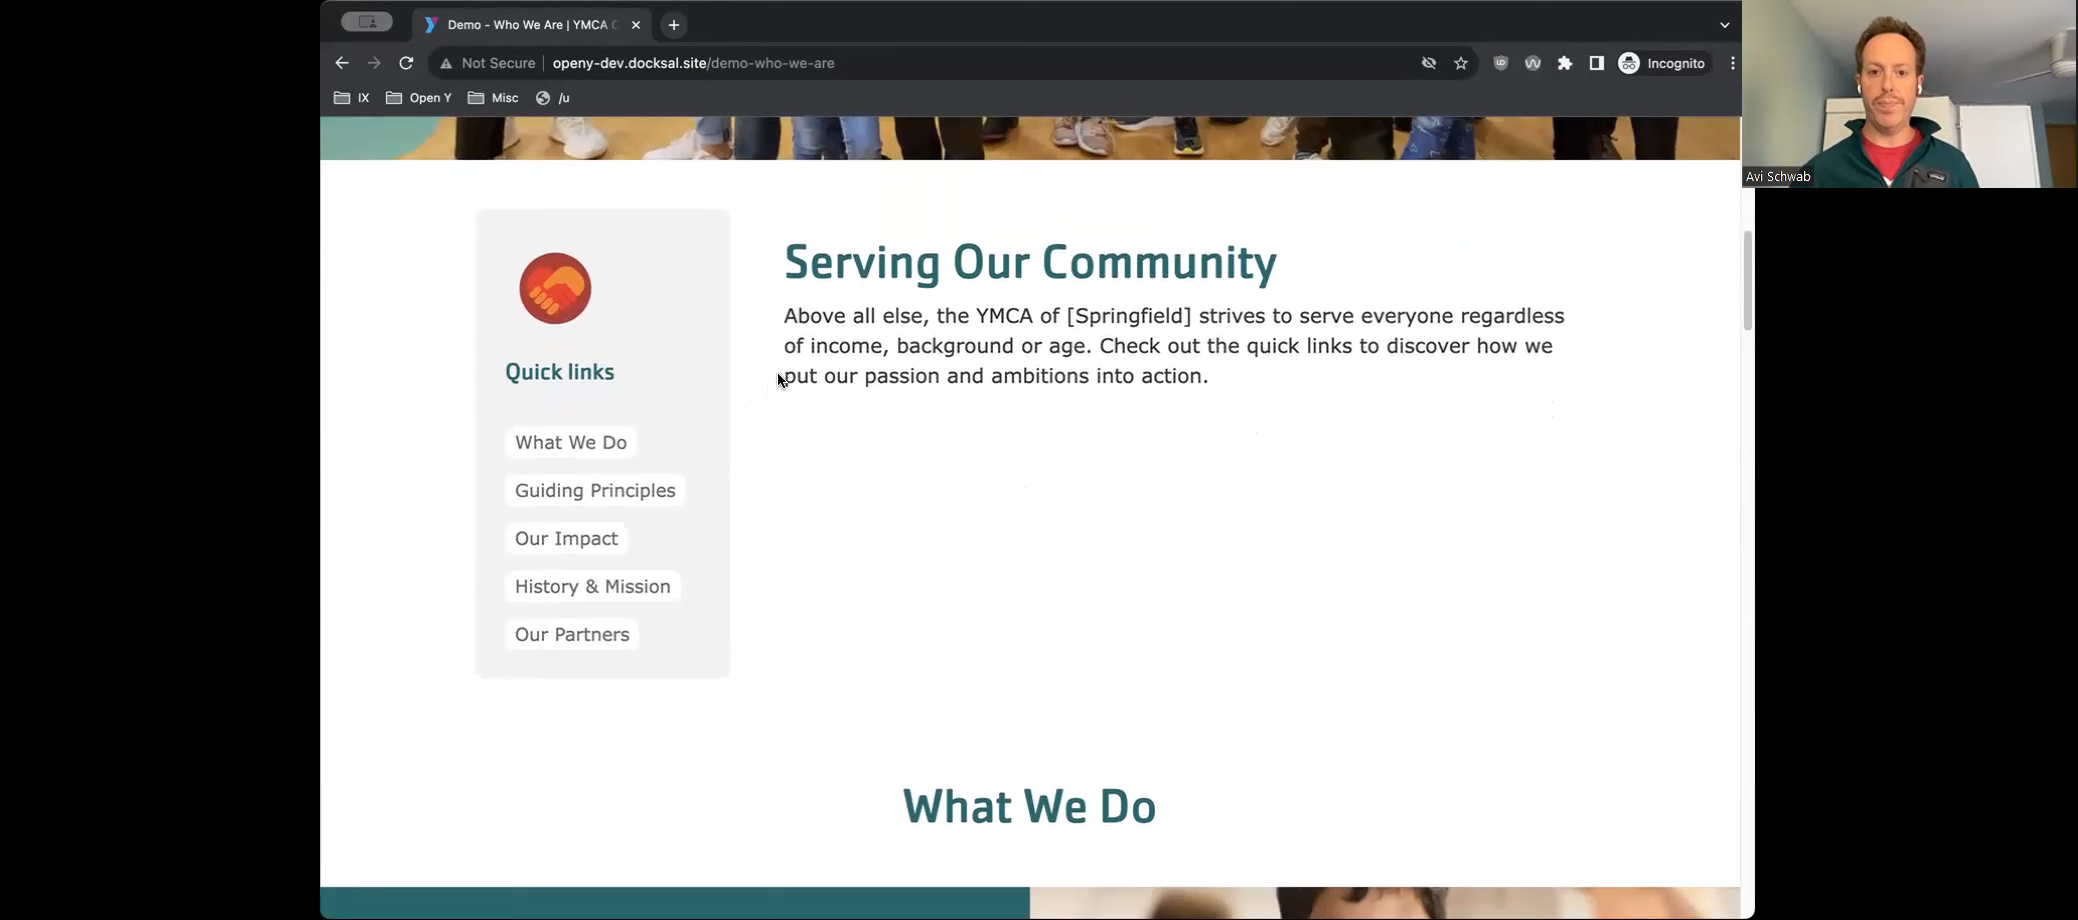 Demo - Who We Are | YMCA C
Not Secure
openy-dev.docksal.site/demo-who-we-are
Incognito
IX
Open Y
Misc
/u
Avi Schwab
Serving Our Community
Above all else, the YMCA of [Springfield] strives to serve everyone regardless
of income, background or age. Check out the quick links to discover how we
put our passion and ambitions into action.
Quick links
What We Do
Guiding Principles
Our Impact
History & Mission
Our Partners
What We Do